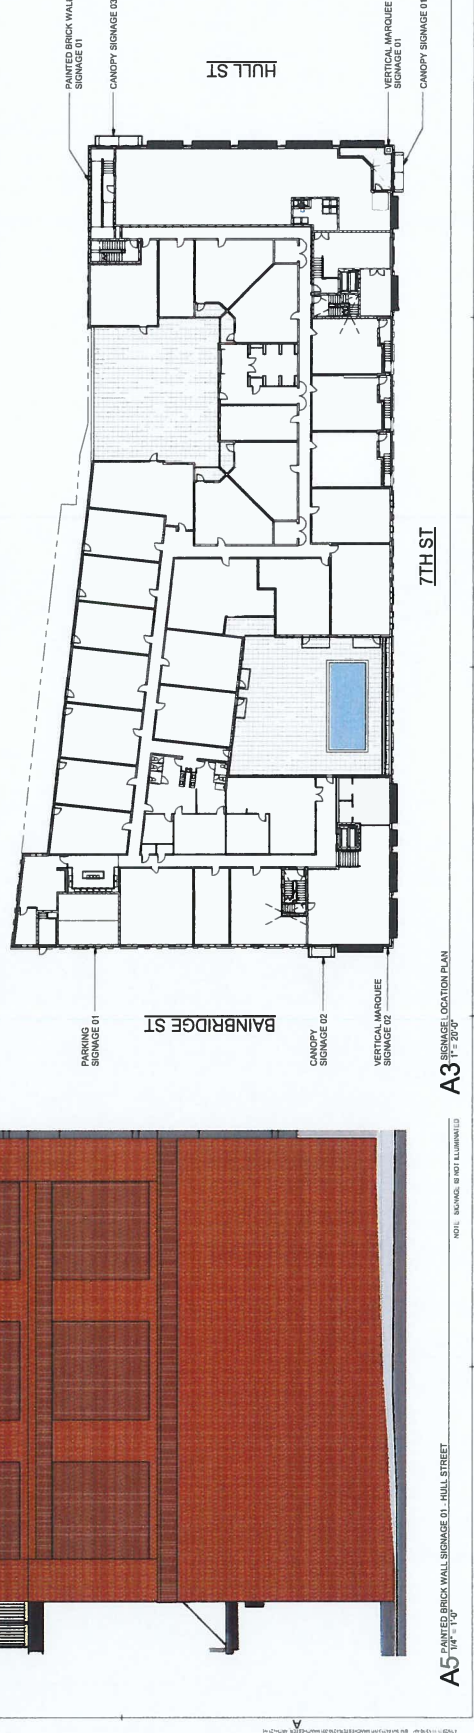 PAINTED BRICK WALL
SIGNAGE 01
CANOPY SIGNAGE 03
HULL ST
VERTICAL MARQUEE
SIGNAGE 01
CANOPY SIGNAGE 01
7TH ST
BAINBRIDGE ST
PARKING
SIGNAGE 01
CANOPY
SIGNAGE 02
VERTICAL MARQUEE
SIGNAGE 02
A3
SIGNAGE LOCATION PLAN
1" = 20'-0"
NOTE: SIGNAGE IS NOT ILLUMINATED
A5
PAINTED BRICK WALL SIGNAGE 01 - HULL STREET
1/4" = 1'-0"
A